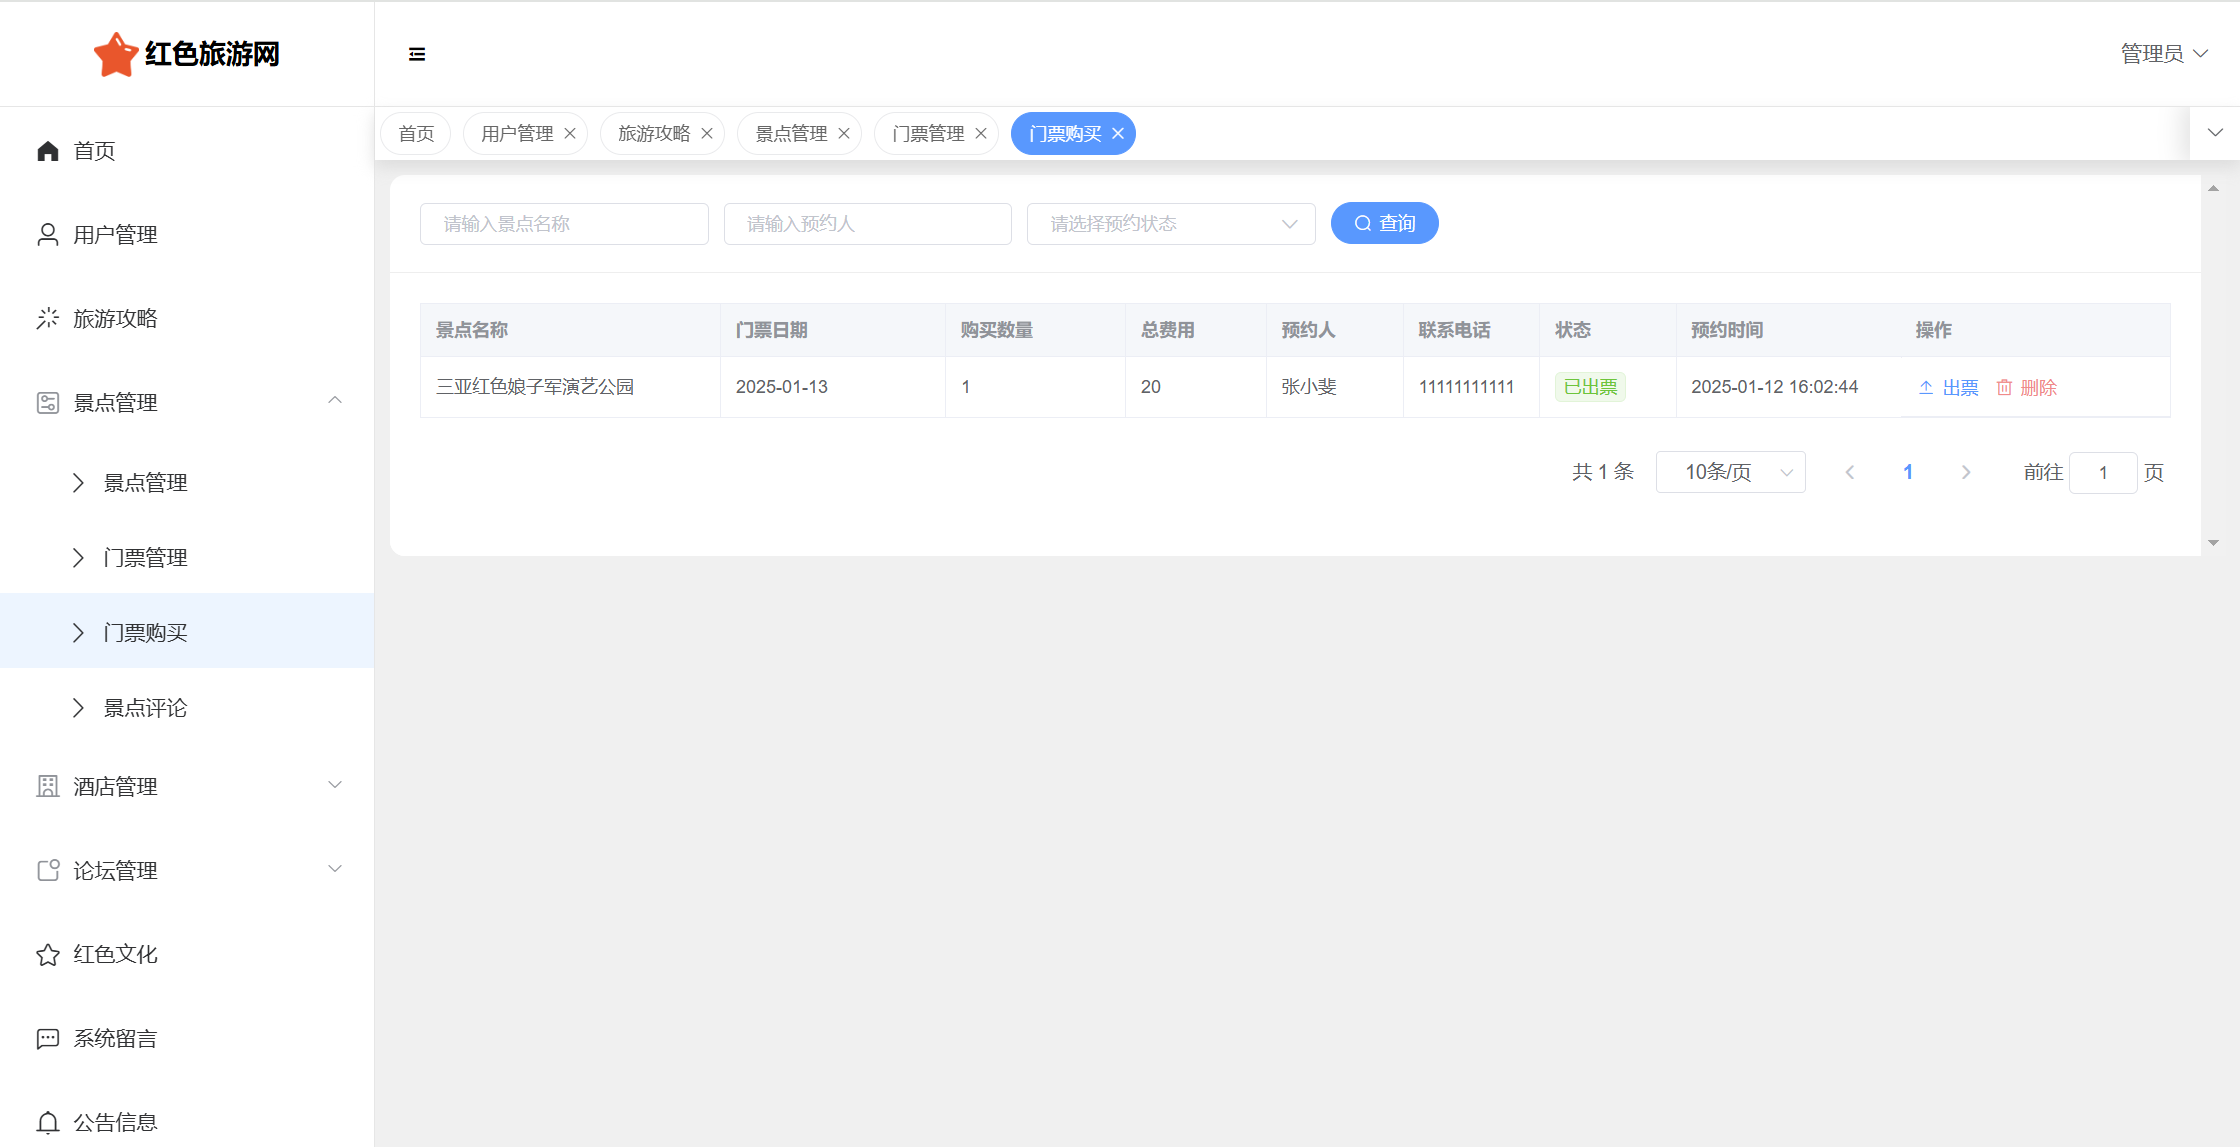 红色旅游网
管理员
首页
用户管理
旅游攻略
景点管理
景点管理
门票管理
门票购买
景点评论
酒店管理
论坛管理
红色文化
系统留言
公告信息
首页 用户管理 旅游攻略 景点管理 门票管理 门票购买
请输入景点名称 请输入预约人 请选择预约状态 查询
景点名称 门票日期 购买数量 总费用 预约人 联系电话 状态 预约时间 操作
三亚红色娘子军演艺公园 2025-01-13 1 20 张小斐 11111111111 已出票 2025-01-12 16:02:44 出票 删除
共 1 条 10条/页 1 前往 1 页